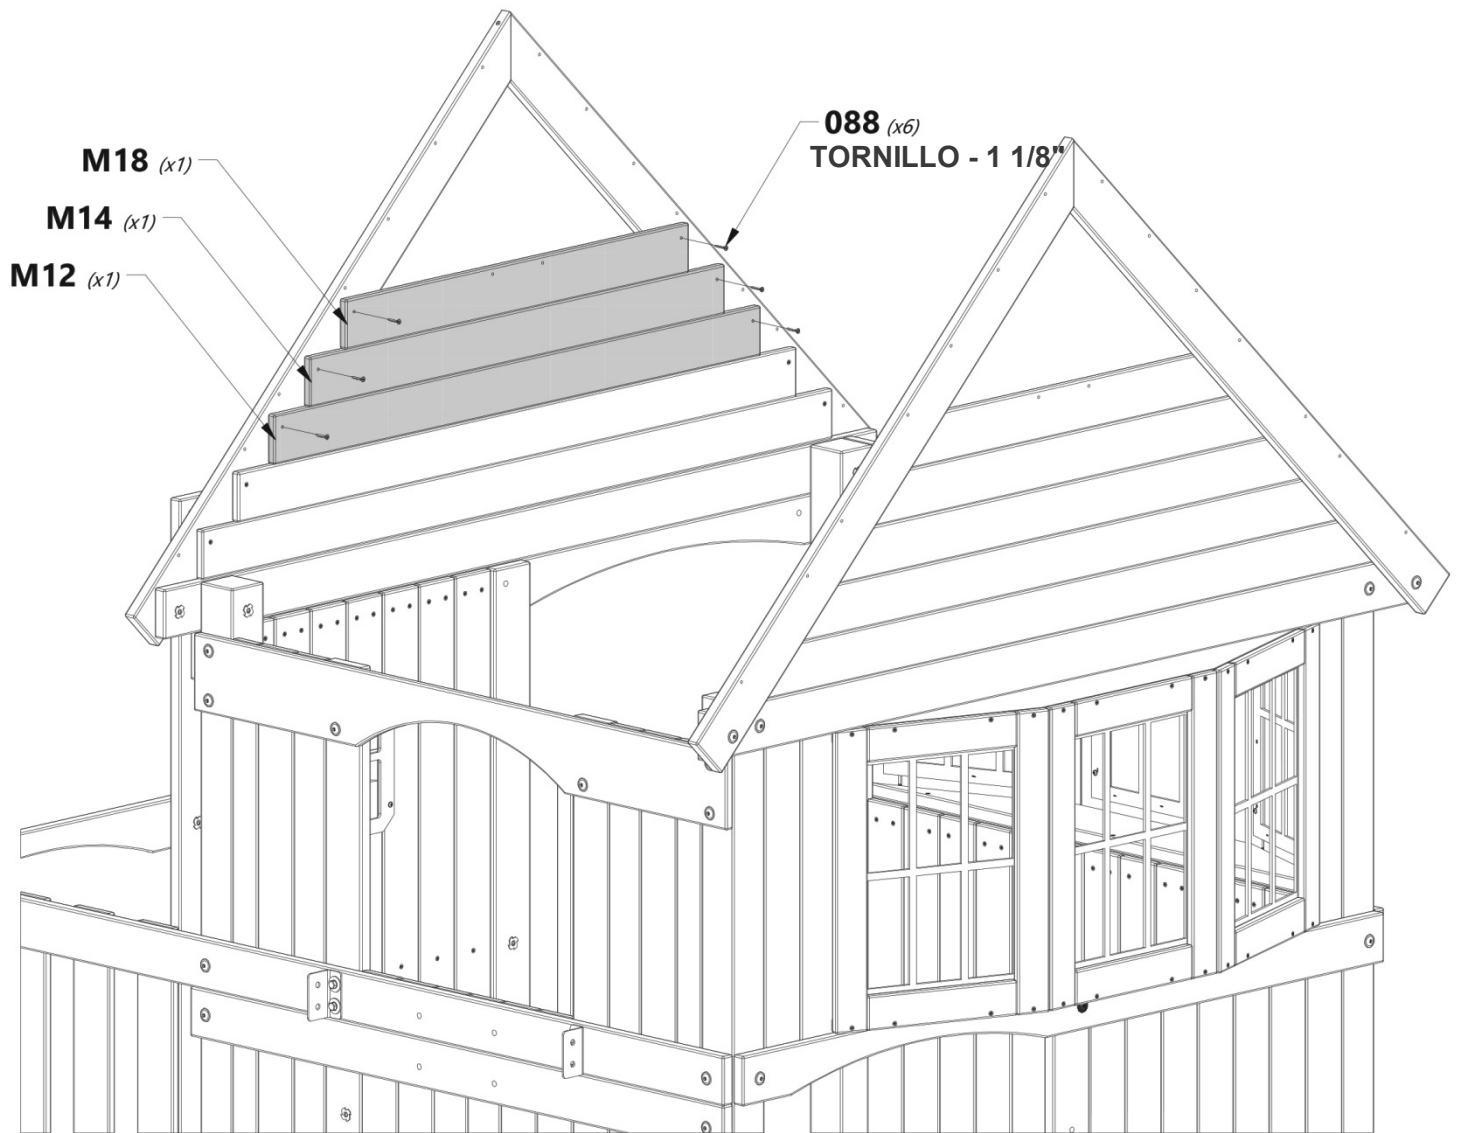 088 (x6)
TORNILLO - 1 1/8"
M18 (x1)
M14 (x1)
M12 (x1)